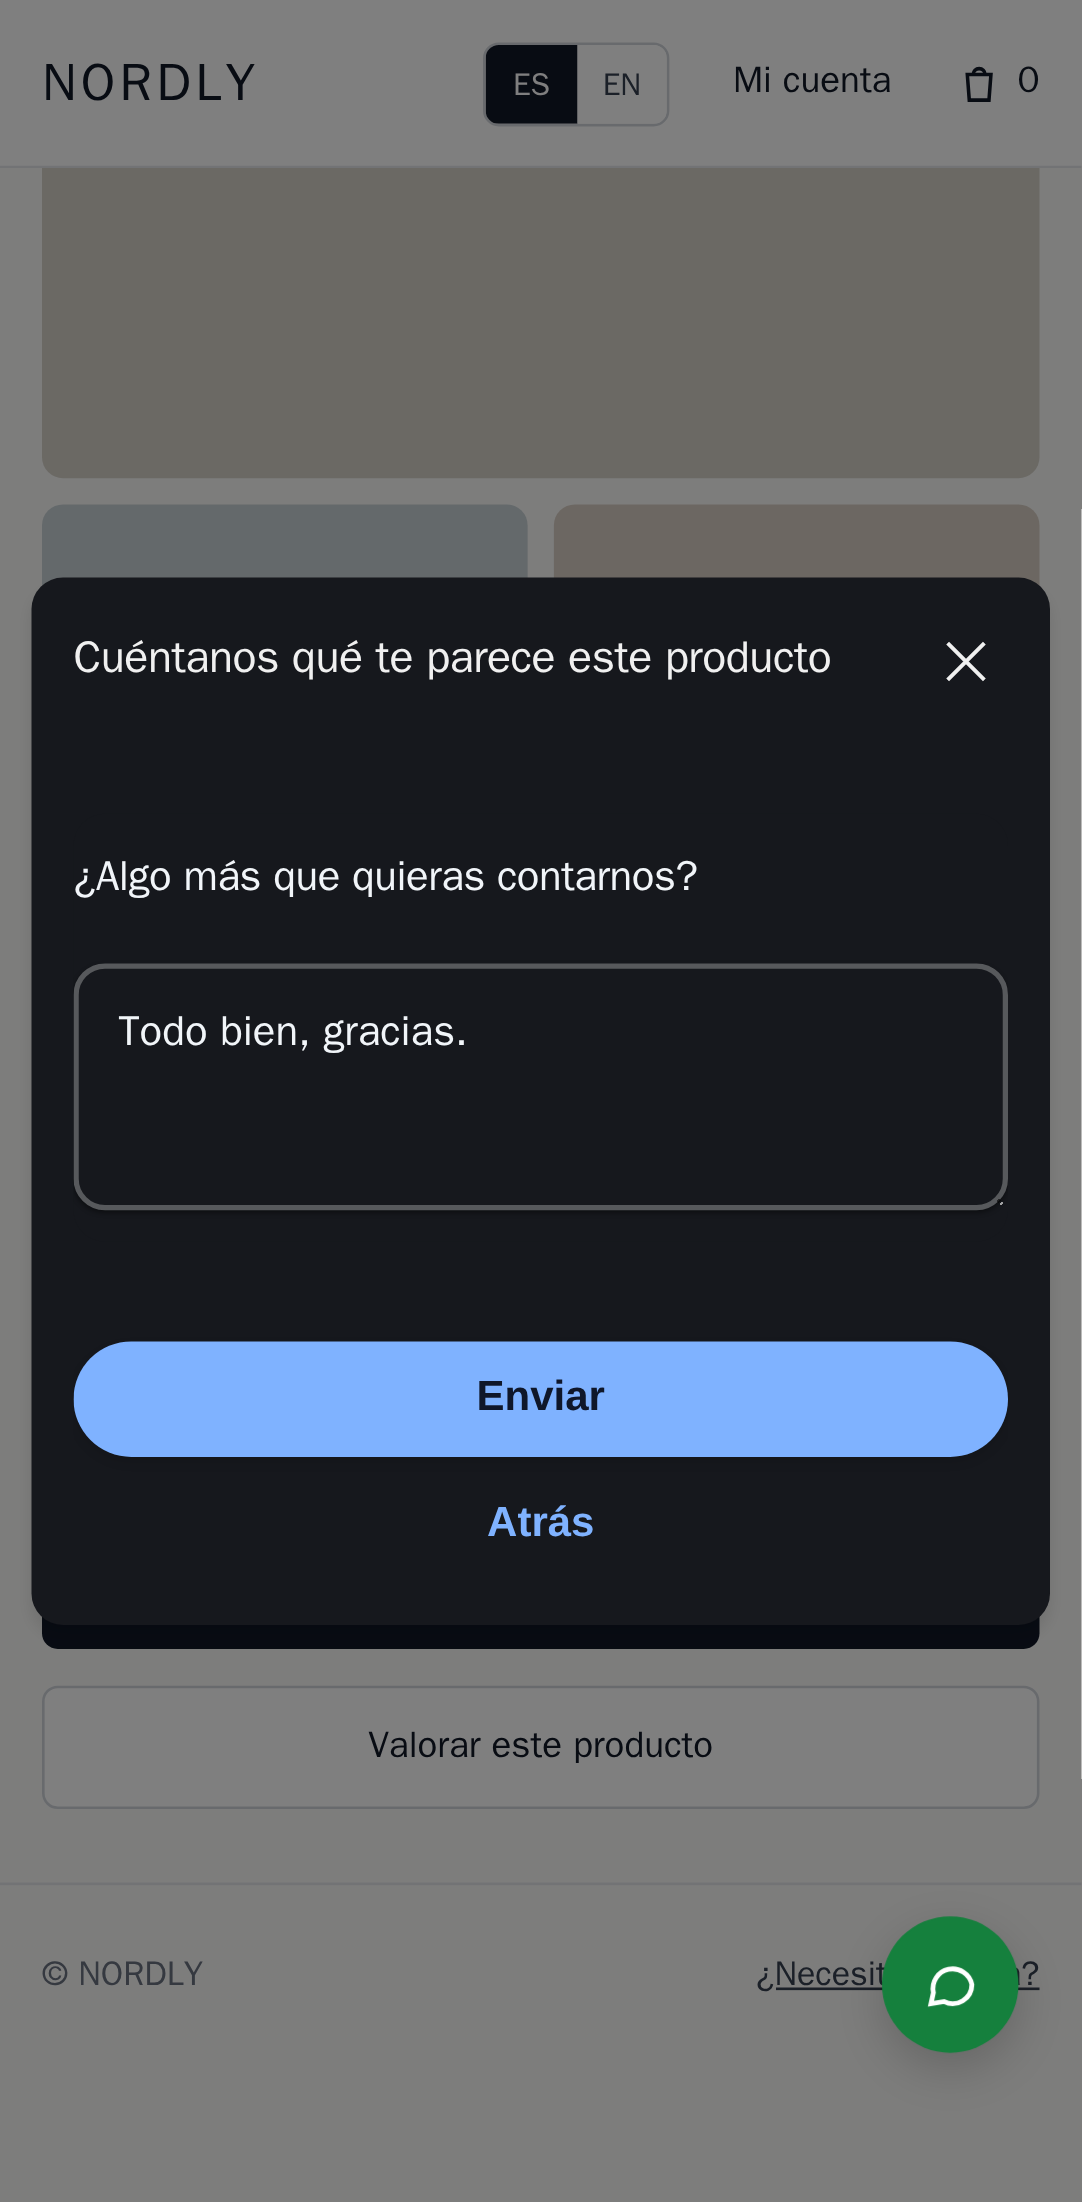 NORDLY
ES EN
Mi cuenta
0
Cuéntanos qué te parece este producto
¿Algo más que quieras contarnos?
Todo bien, gracias.
Enviar
Atrás
Valorar este producto
© NORDLY